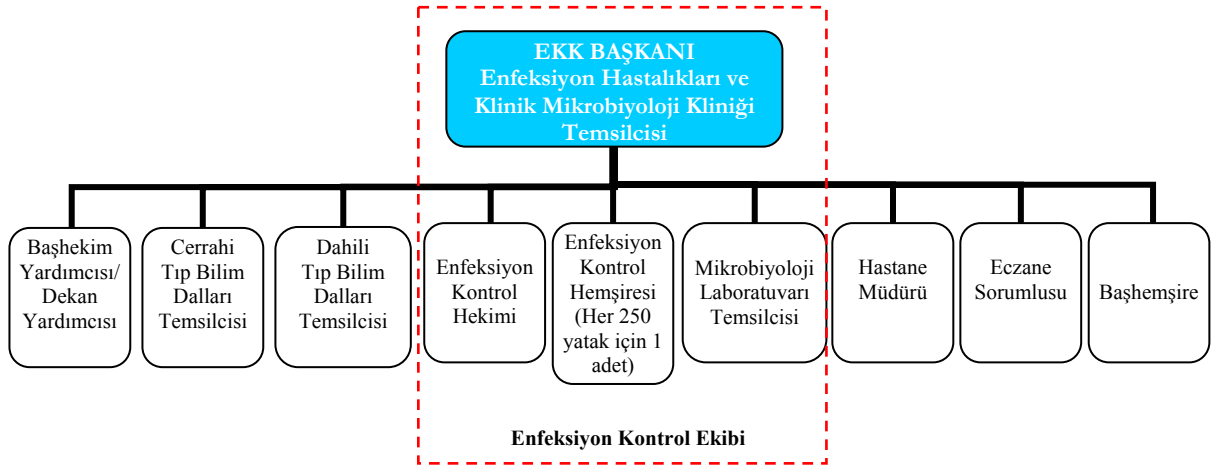 EKK BAŞKANI
Enfeksiyon Hastalıkları ve
Klinik Mikrobiyoloji Kliniği
Temsilcisi
Başhekim
Yardımcısı/
Dekan
Yardımcısı
Cerrahi
Tıp Bilim
Dalları
Temsilcisi
Dahili
Tıp Bilim
Dalları
Temsilcisi
Enfeksiyon
Kontrol
Hekimi
Enfeksiyon
Kontrol
Hemşiresi
(Her 250
yatak için 1
adet)
Mikrobiyoloji
Laboratuvarı
Temsilcisi
Hastane
Müdürü
Eczane
Sorumlusu
Başhemşire
Enfeksiyon Kontrol Ekibi